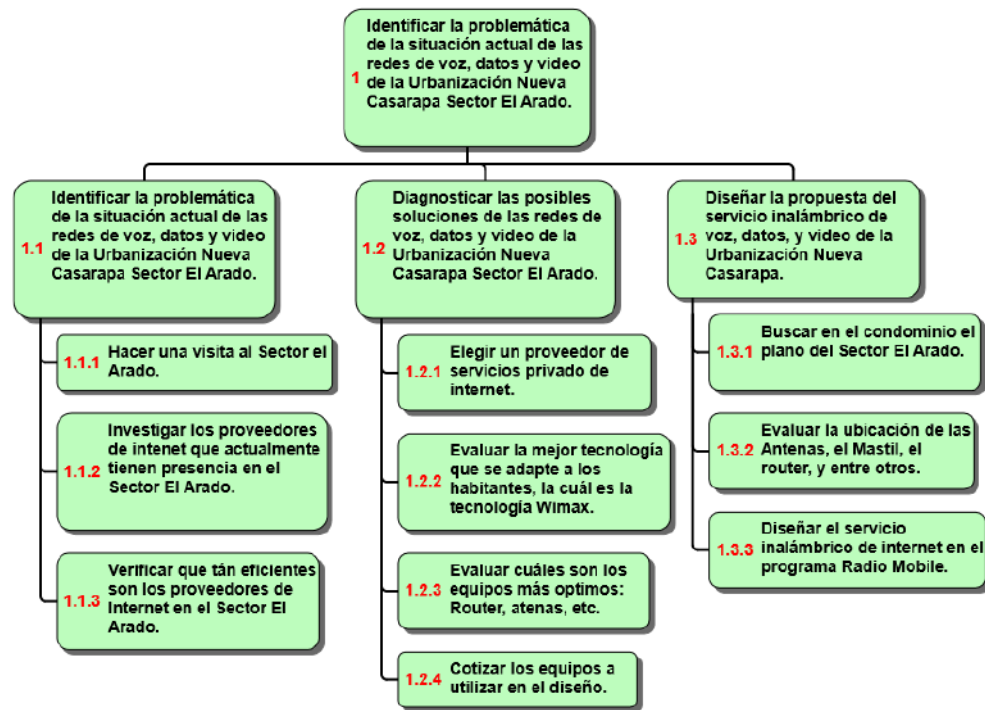 Identificar la problemática
de la situación actual de las
redes de voz, datos y video
1 de la Urbanización Nueva
Casarapa Sector El Arado.
Identificar la problemática
de la situación actual de las
redes de voz, datos y video
1.1 de la Urbanización Nueva
Casarapa Sector El Arado.
Diagnosticar las posibles
soluciones de las redes de
voz, datos y video de la
1.2 Urbanización Nueva
Casarapa Sector El Arado.
Diseñar la propuesta del
servicio inalámbrico de
1.3 voz, datos, y video de la
Urbanización Nueva
Casarapa.
1.1.1 Hacer una visita al Sector el
Arado.
Investigar los proveedores
de intenet que actualmente
1.1.2 tienen presencia en el
Sector El Arado.
Verificar que tán eficientes
1.1.3 son los proveedores de
Internet en el Sector El
Arado.
Elegir un proveedor de
1.2.1 servicios privado de
internet.
Evaluar la mejor tecnología
1.2.2 que se adapte a los
habitantes, la cuál es la
tecnología Wimax.
Evaluar cuáles son los
1.2.3 equipos más optimos:
Router, atenas, etc.
1.2.4 Cotizar los equipos a
utilizar en el diseño.
Buscar en el condominio el
1.3.1 plano del Sector El Arado.
Evaluar la ubicación de las
1.3.2 Antenas, el Mastil, el
router, y entre otros.
Diseñar el servicio
1.3.3 inalámbrico de internet en el
programa Radio Mobile.